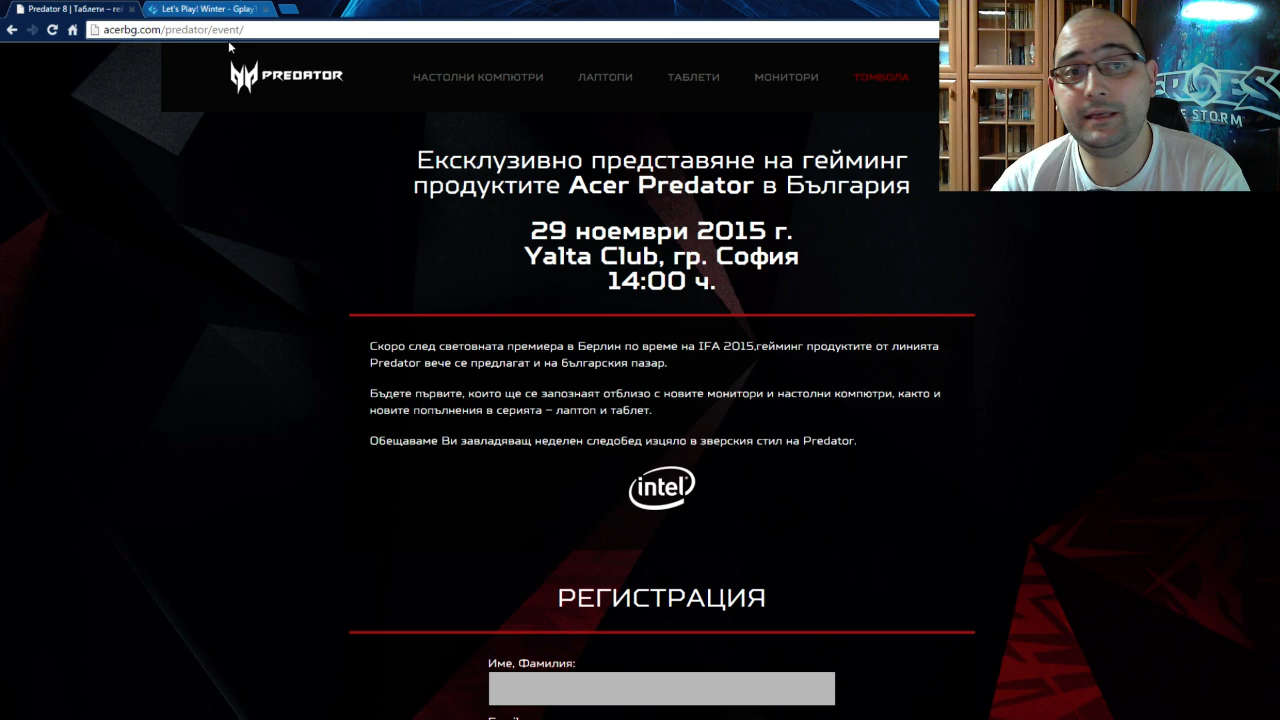 Predator 8 | Таблети – геі
Let's Play! Winter - GplayT
acerbg.com/predator/event/
PREDATOR
НАСТОЛНИ КОМПЮТРИ
ЛАПТОПИ
ТАБЛЕТИ
МОНИТОРИ
ТОМБОЛА
Ексклузивно представяне на гейминг
продуктите Acer Predator в България
29 ноември 2015 г.
Yalta Club, гр. София
14:00 ч.
Скоро след световната премиера в Берлин по време на IFA 2015,гейминг продуктите от линията
Predator вече се предлагат и на българския пазар.
Бъдете първите, които ще се запознаят отблизо с новите монитори и настолни компютри, както и
новите попълнения в серията – лаптоп и таблет.
Обещаваме Ви завладяващ неделен следобед изцяло в зверския стил на Predator.
intel
РЕГИСТРАЦИЯ
Име, Фамилия:
STORM